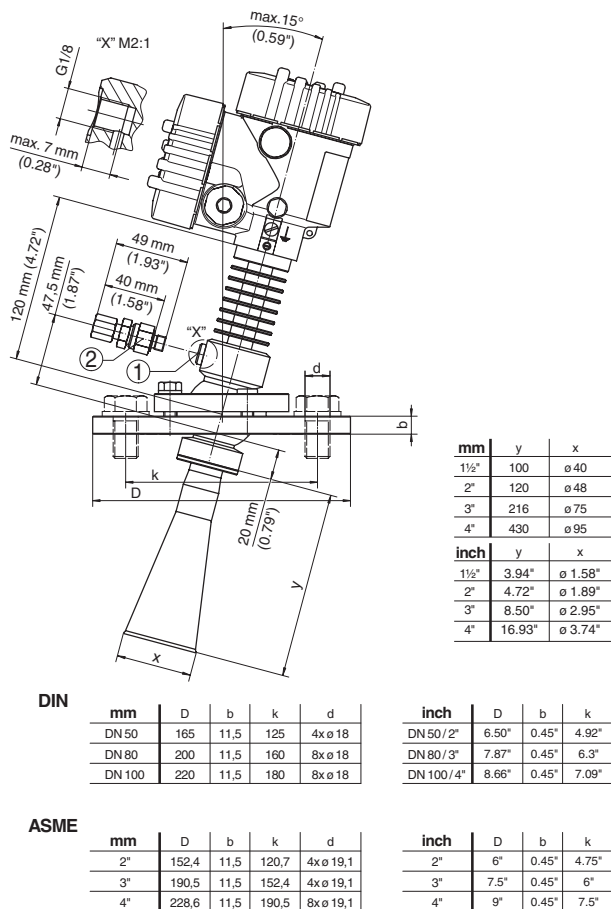 max. 15°
(0.59")
"X" M2:1
G1/8
max. 7 mm
(0.28")
120 mm (4.72")
47,5 mm
(1.87")
49 mm
(1.93")
40 mm
(1.58")
"X"
2
1
d
b
k
D
20 mm
(0.79")
y
x
mm y x
1½" 100 ø 40
2" 120 ø 48
3" 216 ø 75
4" 430 ø 95
inch y x
1½" 3.94" ø 1.58"
2" 4.72" ø 1.89"
3" 8.50" ø 2.95"
4" 16.93" ø 3.74"
DIN
mm D b k d
DN 50 165 11,5 125 4x ø 18
DN 80 200 11,5 160 8x ø 18
DN 100 220 11,5 180 8x ø 18
inch D b k
DN 50 / 2" 6.50" 0.45" 4.92"
DN 80 / 3" 7.87" 0.45" 6.3"
DN 100 / 4" 8.66" 0.45" 7.09"
ASME
mm D b k d
2" 152,4 11,5 120,7 4x ø 19,1
3" 190,5 11,5 152,4 4x ø 19,1
4" 228,6 11,5 190,5 8x ø 19,1
inch D b k
2" 6" 0.45" 4.75"
3" 7.5" 0.45" 6"
4" 9" 0.45" 7.5"